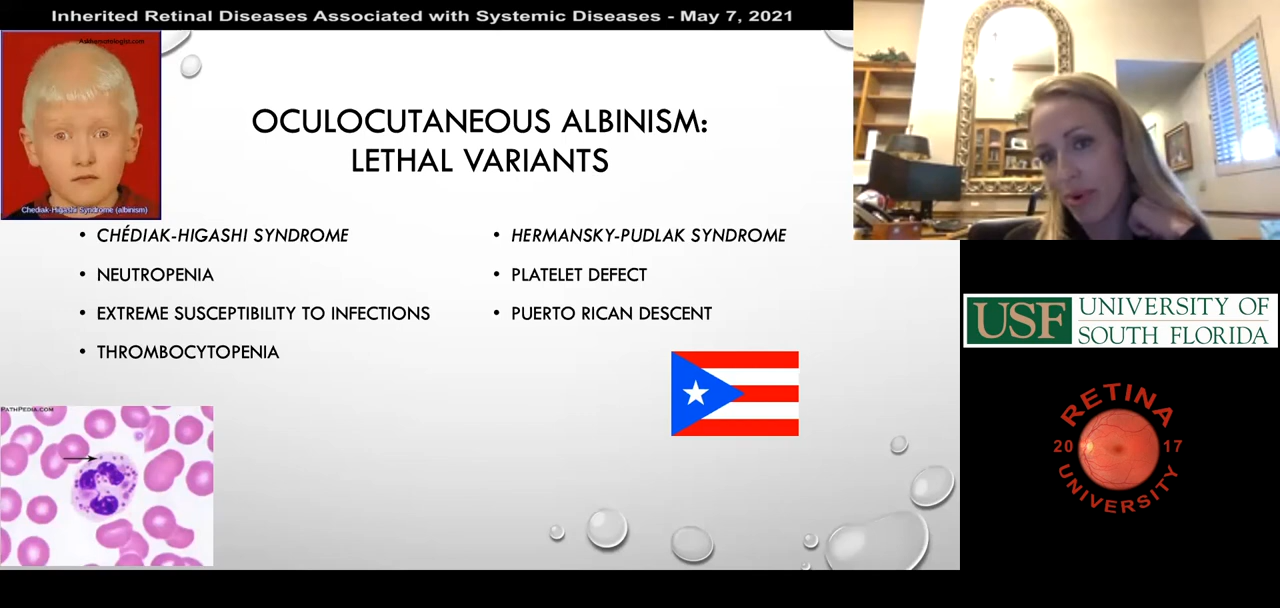 Inherited Retinal Diseases Associated with Systemic Diseases - May 7, 2021
Askhematologist.com
Chediak-Higashi Syndrome (albinism)
OCULOCUTANEOUS ALBINISM:
LETHAL VARIANTS
• CHÉDIAK-HIGASHI SYNDROME
• NEUTROPENIA
• EXTREME SUSCEPTIBILITY TO INFECTIONS
• THROMBOCYTOPENIA
• HERMANSKY-PUDLAK SYNDROME
• PLATELET DEFECT
• PUERTO RICAN DESCENT
PATHPEDIA.COM
USF UNIVERSITY OF
SOUTH FLORIDA
RETINA
20 17
UNIVERSITY